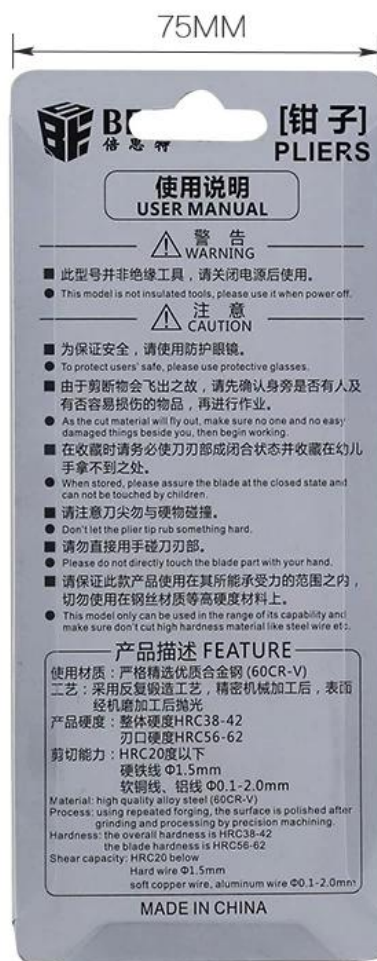 75MM
倍思特
[钳子]
PLIERS
使用说明
USER MANUAL
警 告
WARNING
■ 此型号并非绝缘工具，请关闭电源后使用。
● This model is not insulated tools, please use it when power off.
注 意
CAUTION
■ 为保证安全，请使用防护眼镜。
● To protect users' safe, please use protective glasses.
■ 由于剪断物会飞出之故，请先确认身旁是否有人及
有否容易损伤的物品，再进行作业。
● As the cut material will fly out, make sure no one and no easy
damaged things beside you, then begin working.
■ 在收藏时请务必使刀刃部成闭合状态并收藏在幼儿
手拿不到之处。
● When stored, please assure the blade at the closed state and
can not be touched by children.
■ 请注意刀尖勿与硬物碰撞。
● Don't let the plier tip rub something hard.
■ 请勿直接用手碰刀刃部。
● Please do not directly touch the blade part with your hand.
■ 请保证此款产品使用在其所能承受力的范围之内，
切勿使用在钢丝材质等高硬度材料上。
● This model only can be used in the range of its capability and
make sure don't cut high hardness material like steel wire etc.
产品描述 FEATURE
使用材质：严格精选优质合金钢 (60CR-V)
工艺：采用反复锻造工艺，精密机械加工后，表面
经机磨加工后抛光
产品硬度：整体硬度HRC38-42
刃口硬度HRC56-62
剪切能力：HRC20度以下
硬铁线 Φ1.5mm
软铜线、铝线 Φ0.1-2.0mm
Material: high quality alloy steel (60CR-V)
Process: using repeated forging, the surface is polished after
grinding and processing by precision machining.
Hardness: the overall hardness is HRC38-42
the blade hardness is HRC56-62
Shear capacity: HRC20 below
Hard wire Φ1.5mm
soft copper wire, aluminum wire Φ0.1-2.0mm
MADE IN CHINA